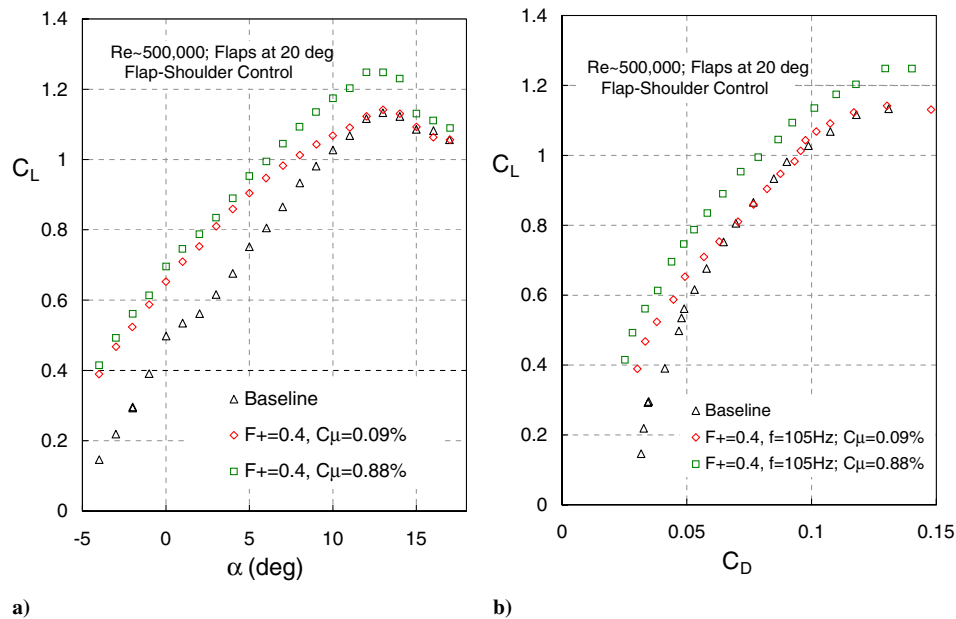 1.4
1.2
1
0.8
0.6
0.4
0.2
0
-5
0
5
10
15
C_L
α (deg)
Re~500,000; Flaps at 20 deg
Flap-Shoulder Control
Baseline
F+=0.4, Cμ=0.09%
F+=0.4, Cμ=0.88%
a)
1.4
1.2
1
0.8
0.6
0.4
0.2
0
0
0.05
0.1
0.15
C_L
C_D
Re~500,000; Flaps at 20 deg
Flap-Shoulder Control
Baseline
F+=0.4, f=105Hz; Cμ=0.09%
F+=0.4, f=105Hz; Cμ=0.88%
b)